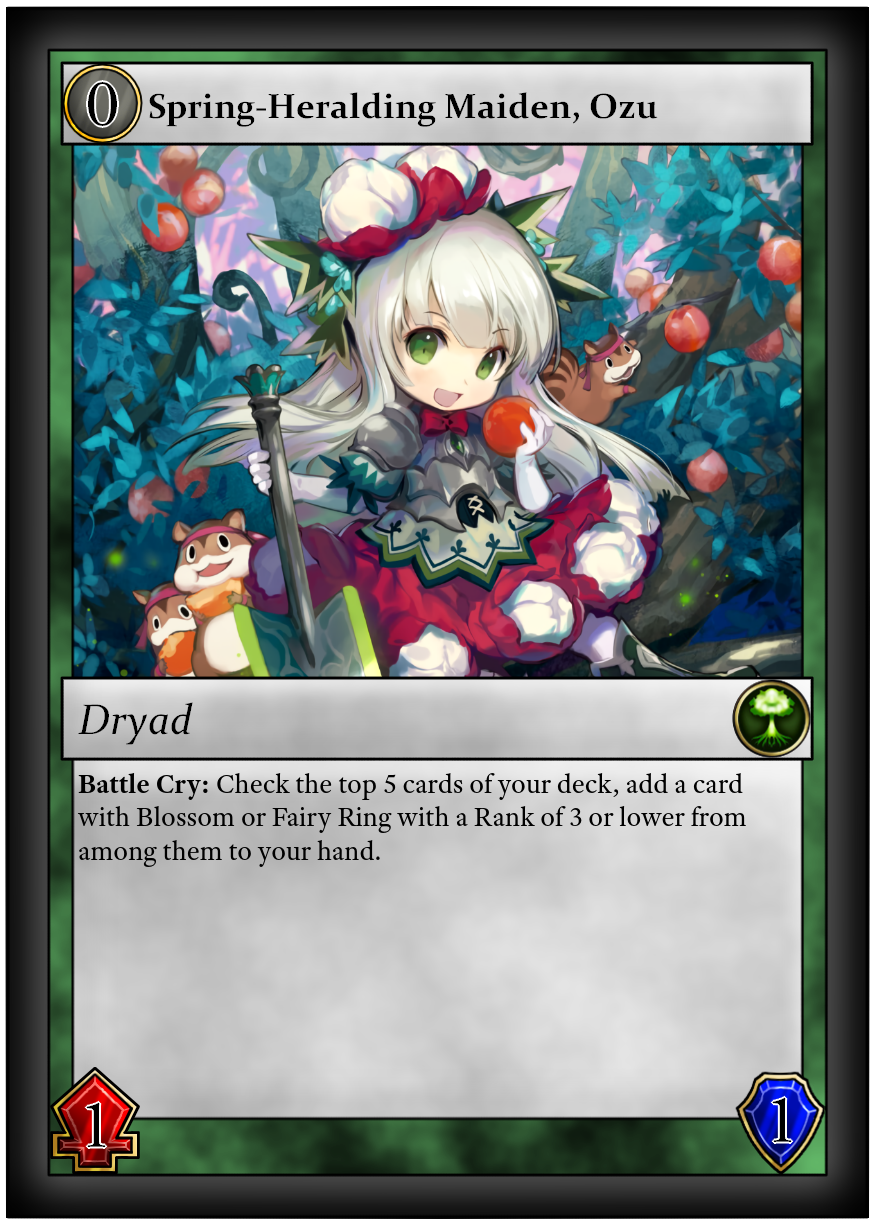 0
Spring-Heralding Maiden, Ozu
Dryad
Battle Cry: Check the top 5 cards of your deck, add a card
with Blossom or Fairy Ring with a Rank of 3 or lower from
among them to your hand.
1
1